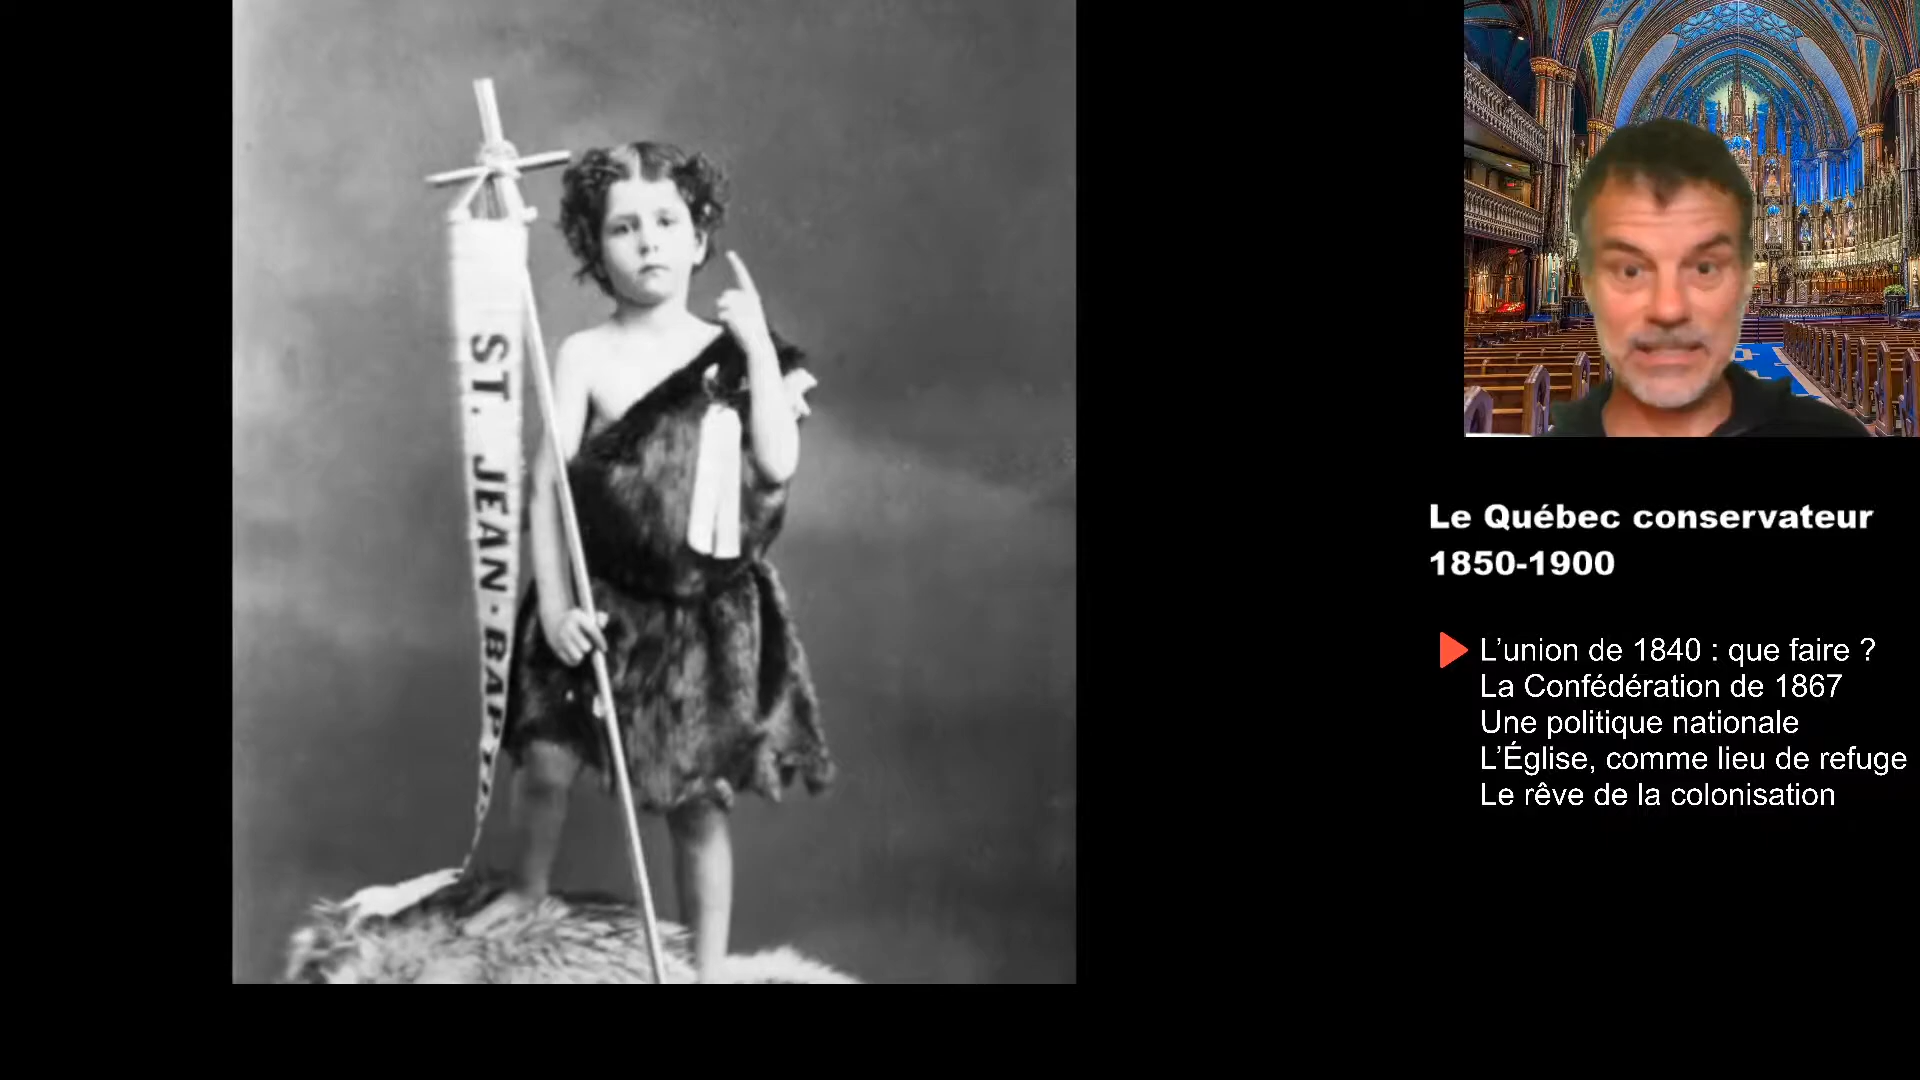 ST. JEAN-BAPTI
Le Québec conservateur
1850-1900
L'union de 1840 : que faire ?
La Confédération de 1867
Une politique nationale
L'Église, comme lieu de refuge
Le rêve de la colonisation